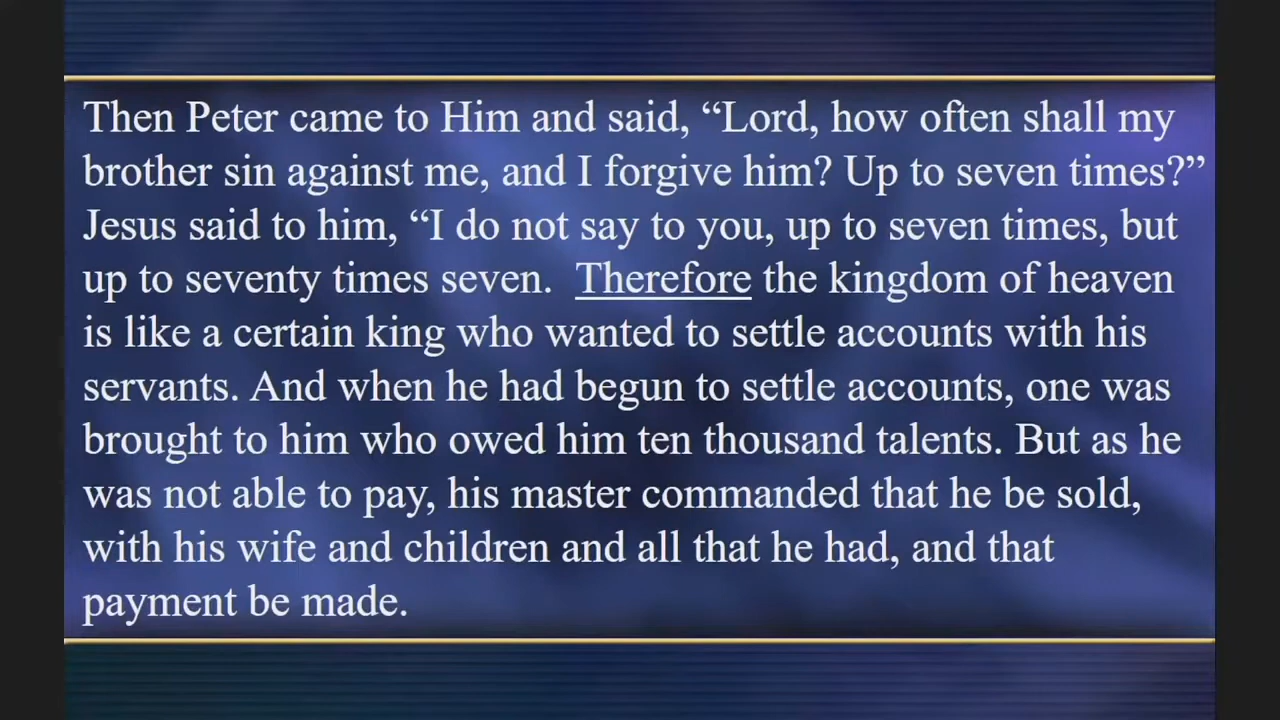 Then Peter came to Him and said, “Lord, how often shall my
brother sin against me, and I forgive him? Up to seven times?”
Jesus said to him, “I do not say to you, up to seven times, but
up to seventy times seven.  Therefore the kingdom of heaven
is like a certain king who wanted to settle accounts with his
servants. And when he had begun to settle accounts, one was
brought to him who owed him ten thousand talents. But as he
was not able to pay, his master commanded that he be sold,
with his wife and children and all that he had, and that
payment be made.